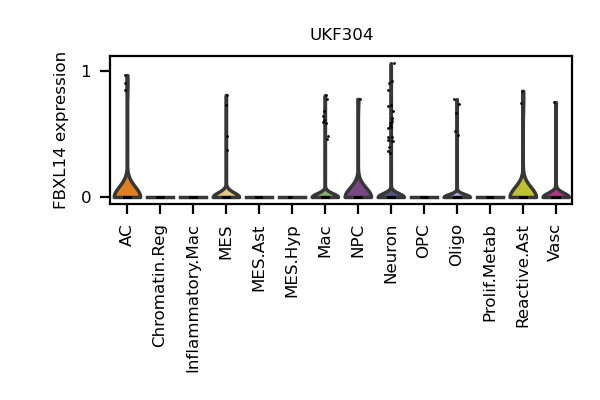 UKF304
FBXL14 expression
1
0
AC
Chromatin.Reg
Inflammatory.Mac
MES
MES.Ast
MES.Hyp
Mac
NPC
Neuron
OPC
Oligo
Prolif.Metab
Reactive.Ast
Vasc